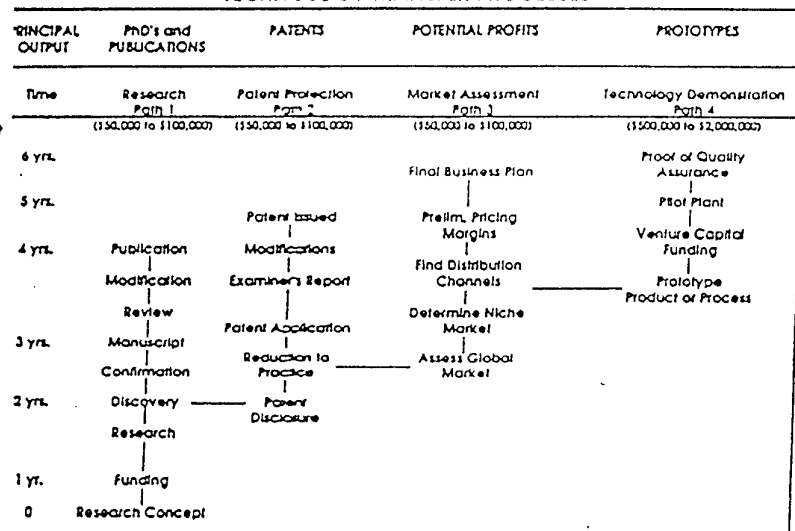 PRINCIPAL OUTPUT PhD's and PUBLICATIONS PATENTS POTENTIAL PROFITS PROTOTYPES
Time Research Path 1 Patent Protection Path 2 Market Assessment Path 3 Technology Demonstration Path 4
($50,000 to $100,000) ($50,000 to $100,000) ($50,000 to $100,000) ($500,000 to $2,000,000)
6 yrs.
5 yrs.
4 yrs.
3 yrs.
2 yrs.
1 yr.
0
Publication
Modification
Review
Manuscript
Confirmation
Discovery
Research
Funding
Research Concept
Patent Issued
Modifications
Examiner's Report
Patent Application
Reduction to
Practice
Patent
Disclosure
Final Business Plan
Prelim. Pricing
Margins
Find Distribution
Channels
Determine Niche
Market
Assess Global
Market
Proof of Quality
Assurance
Pilot Plant
Venture Capital
Funding
Prototype
Product or Process